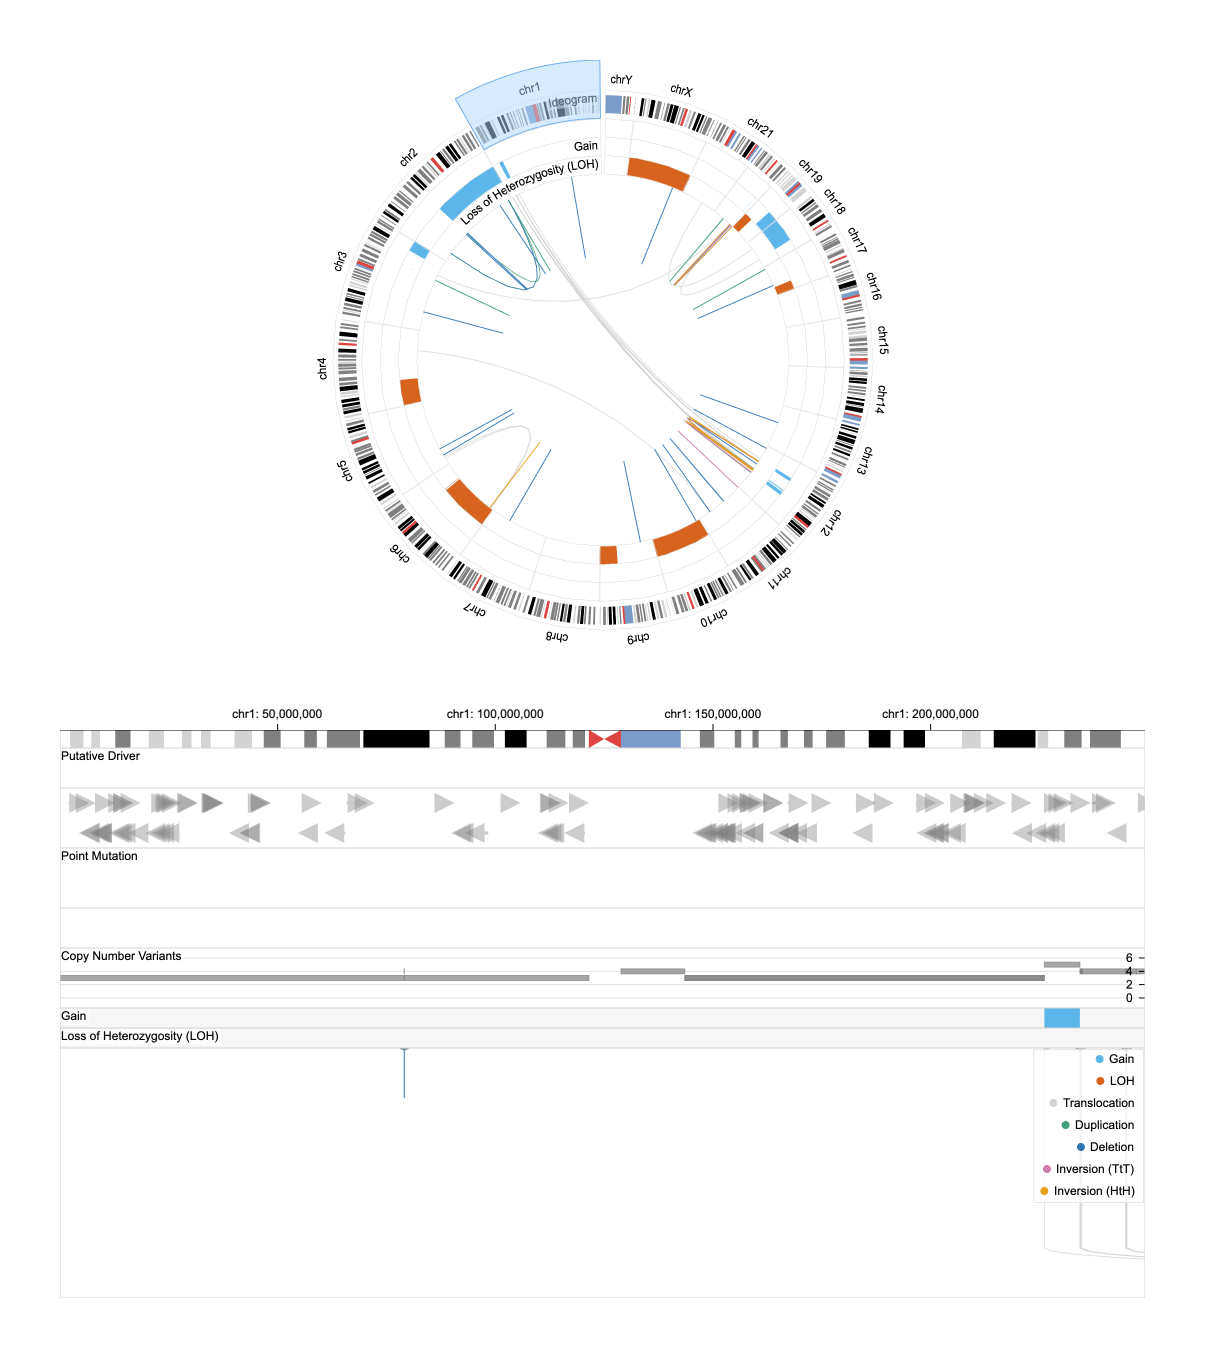 chrY
chrX
chr21
chr19
chr18
chr17
chr16
chr15
chr14
chr13
chr12
chr11
chr10
chr9
chr8
chr7
chr6
chr5
chr4
chr3
chr2
chr1
Ideogram
Gain
Loss of Heterozygosity (LOH)
chr1: 50,000,000 chr1: 100,000,000 chr1: 150,000,000 chr1: 200,000,000
Putative Driver
Point Mutation
Copy Number Variants
6
4
2
0
Gain
Loss of Heterozygosity (LOH)
Gain
LOH
Translocation
Duplication
Deletion
Inversion (TtT)
Inversion (HtH)